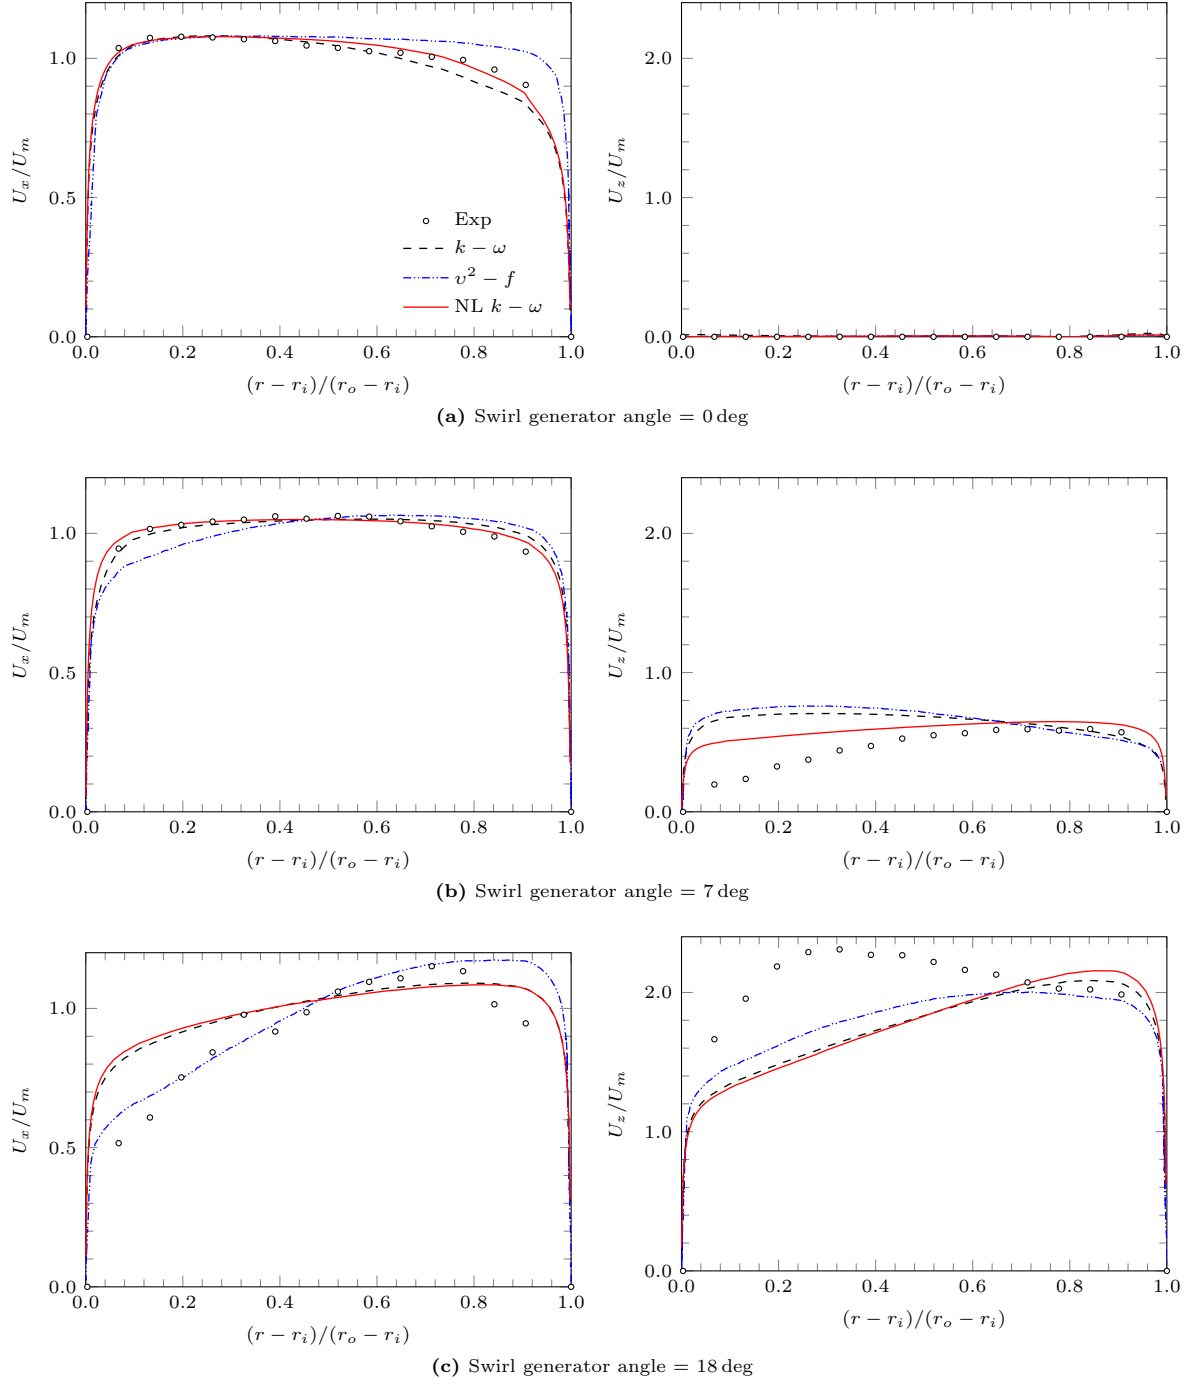 1.0
0.5
0.0
U_x/U_m
0.0 0.2 0.4 0.6 0.8 1.0
(r − r_i)/(r_o − r_i)
Exp
k − ω
v² − f
NL k − ω
2.0
1.0
0.0
U_z/U_m
0.0 0.2 0.4 0.6 0.8 1.0
(r − r_i)/(r_o − r_i)
(a) Swirl generator angle = 0 deg
1.0
0.5
0.0
U_x/U_m
0.0 0.2 0.4 0.6 0.8 1.0
(r − r_i)/(r_o − r_i)
2.0
1.0
0.0
U_z/U_m
0.0 0.2 0.4 0.6 0.8 1.0
(r − r_i)/(r_o − r_i)
(b) Swirl generator angle = 7 deg
1.0
0.5
0.0
U_x/U_m
0.0 0.2 0.4 0.6 0.8 1.0
(r − r_i)/(r_o − r_i)
2.0
1.0
0.0
U_z/U_m
0.0 0.2 0.4 0.6 0.8 1.0
(r − r_i)/(r_o − r_i)
(c) Swirl generator angle = 18 deg